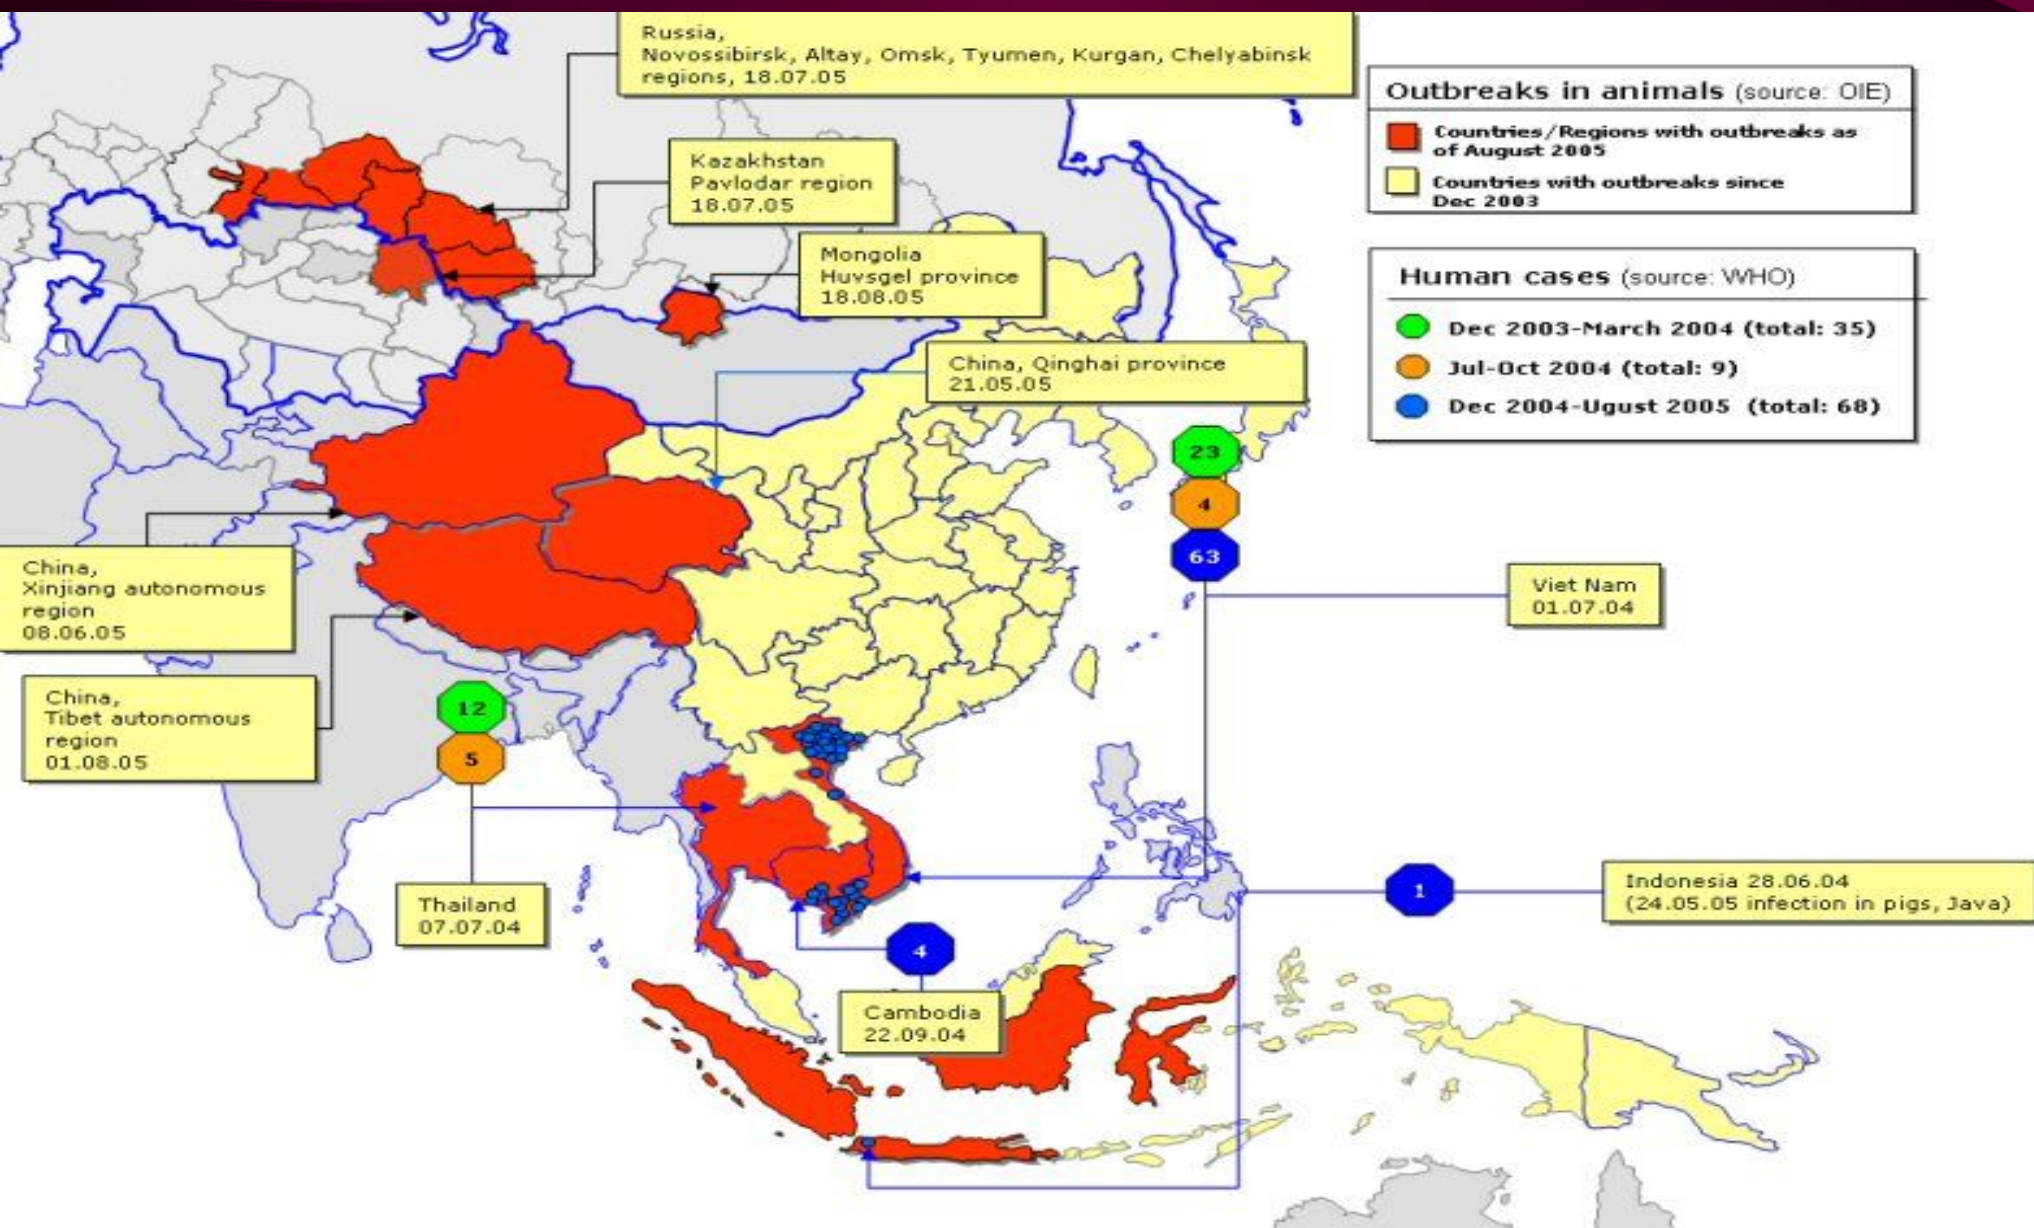 Russia,
Novossibirsk, Altay, Omsk, Tyumen, Kurgan, Chelyabinsk
regions, 18.07.05
Outbreaks in animals (source: OIE)
Countries/Regions with outbreaks as
of August 2005
Countries with outbreaks since
Dec 2003
Kazakhstan
Pavlodar region
18.07.05
Mongolia
Huvsgel province
18.08.05
Human cases (source: WHO)
Dec 2003-March 2004 (total: 35)
Jul-Oct 2004 (total: 9)
Dec 2004-Ugust 2005 (total: 68)
China, Qinghai province
21.05.05
23
4
63
China,
Xinjiang autonomous
region
08.06.05
Viet Nam
01.07.04
China,
Tibet autonomous
region
01.08.05
12
5
Thailand
07.07.04
1
Indonesia 28.06.04
(24.05.05 infection in pigs, Java)
4
Cambodia
22.09.04